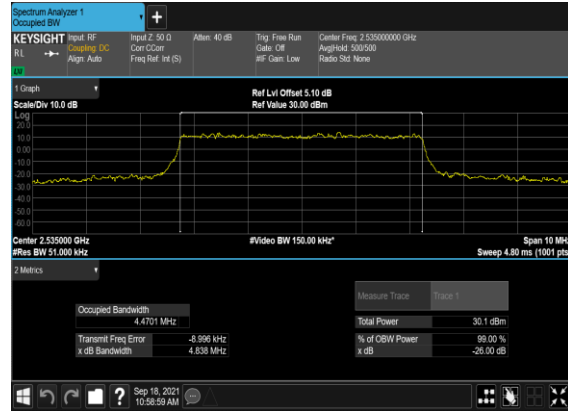 Spectrum Analyzer 1
Occupied BW
KEYSIGHT Input: RF Input Z: 50 Ω Atten: 40 dB Trig: Free Run Center Freq: 2.535000000 GHz
RL Coupling: DC Corr CCorr Gate: Off Avg|Hold: 500/500
Align: Auto Freq Ref: Int (S) #IF Gain: Low Radio Std: None
1 Graph
Ref Lvl Offset 5.10 dB
Scale/Div 10.0 dB Ref Value 30.00 dBm
Log
20.0
10.0
0.00
-10.0
-20.0
-30.0
-40.0
-50.0
-60.0
Center 2.535000 GHz #Video BW 150.00 kHz* Span 10 MHz
#Res BW 51.000 kHz Sweep 4.80 ms (1001 pts
2 Metrics
Measure Trace Trace 1
Occupied Bandwidth
4.4701 MHz Total Power 30.1 dBm
Transmit Freq Error -8.996 kHz % of OBW Power 99.00 %
x dB Bandwidth 4.838 MHz x dB -26.00 dB
? Sep 18, 2021
10:58:59 AM